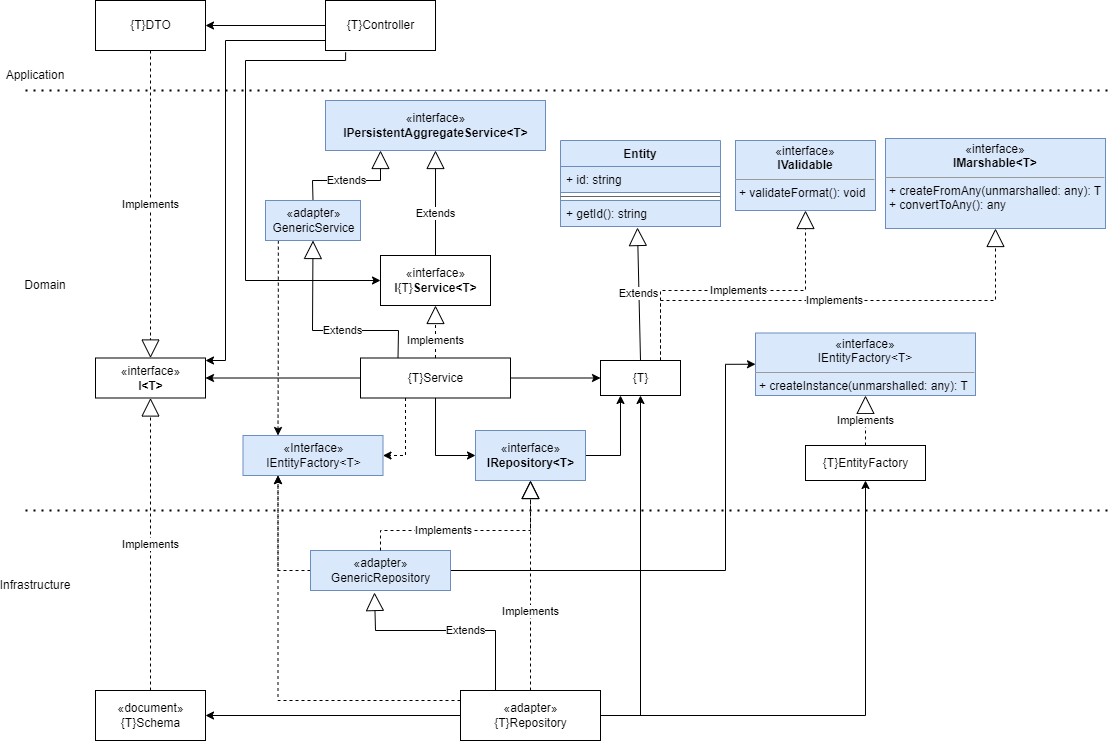 {T}DTO
{T}Controller
Application
«interface»
IPersistentAggregateService<T>
Entity
+ id: string
+ getId(): string
«interface»
IValidable
+ validateFormat(): void
«interface»
IMarshable<T>
+ createFromAny(unmarshalled: any): T
+ convertToAny(): any
Extends
Implements
«adapter»
GenericService
Extends
Domain
«interface»
I{T}Service<T>
Extends
Implements
Implements
Extends
Implements
«interface»
IEntityFactory<T>
+ createInstance(unmarshalled: any): T
«interface»
I<T>
{T}Service
{T}
Implements
«Interface»
IEntityFactory<T>
«interface»
IRepository<T>
{T}EntityFactory
Implements
Implements
«adapter»
GenericRepository
Infrastructure
Implements
Extends
«document»
{T}Schema
«adapter»
{T}Repository